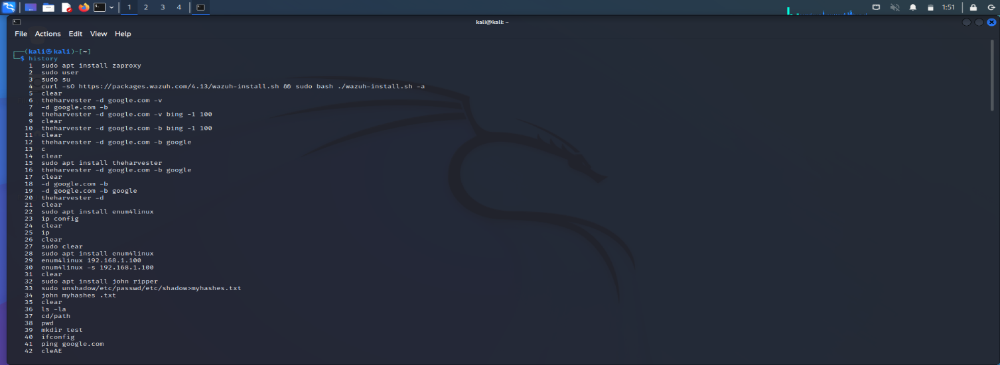 1 2 3 4 1:51
kali@kali: ~
File Actions Edit View Help
(kali㉿kali)-[~]
$ history
1 sudo apt install zaproxy
2 sudo user
3 sudo su
4 curl -sO https://packages.wazuh.com/4.13/wazuh-install.sh && sudo bash ./wazuh-install.sh -a
5 clear
6 theharvester -d google.com -v
7 -d google.com -b
8 theharvester -d google.com -v bing -1 100
9 clear
10 theharvester -d google.com -b bing -1 100
11 clear
12 theharvester -d google.com -b google
13 c
14 clear
15 sudo apt install theharvester
16 theharvester -d google.com -b google
17 clear
18 -d google.com -b
19 -d google.com -b google
20 theharvester -d
21 clear
22 sudo apt install enum4linux
23 ip config
24 clear
25 ip
26 clear
27 sudo clear
28 sudo apt install enum4linux
29 enum4linux 192.168.1.100
30 enum4linux -s 192.168.1.100
31 clear
32 sudo apt install john ripper
33 sudo unshadow/etc/passwd/etc/shadow>myhashes.txt
34 john myhashes .txt
35 clear
36 ls -la
37 cd/path
38 pwd
39 mkdir test
40 ifconfig
41 ping google.com
42 cleAE